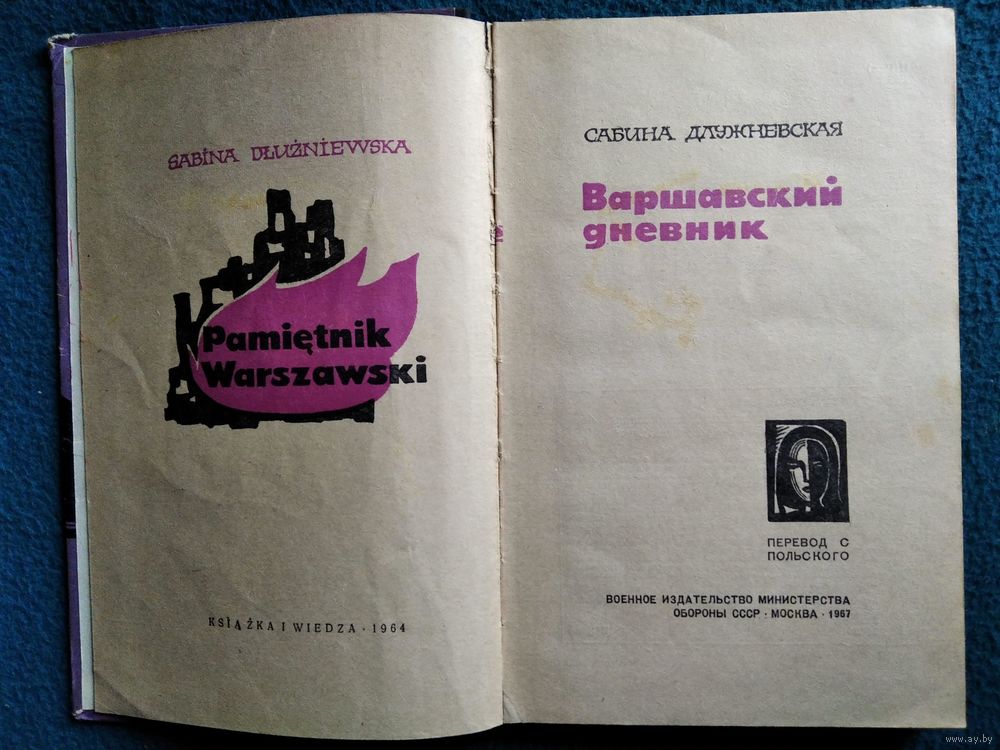 SABINA DŁUŻNIEWSKA
Pamiętnik
Warszawski
KSIĄŻKA I WIEDZA · 1964
САБИНА ДЛУЖНЕВСКАЯ
Варшавский
дневник
ПЕРЕВОД С
ПОЛЬСКОГО
ВОЕННОЕ ИЗДАТЕЛЬСТВО МИНИСТЕРСТВА
ОБОРОНЫ СССР · МОСКВА · 1967
www.ay.by